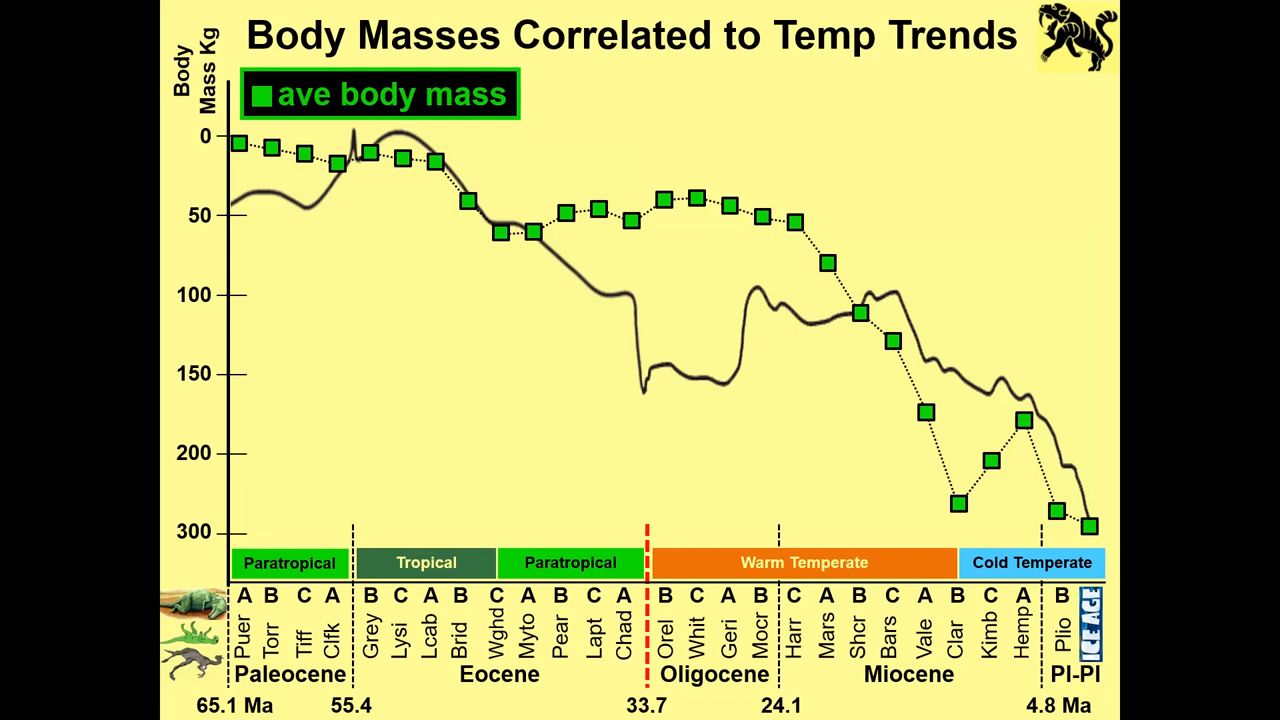 Body Masses Correlated to Temp Trends
Body
Mass Kg
ave body mass
0
50
100
150
200
300
Paratropical Tropical Paratropical Warm Temperate Cold Temperate
A B C A B C A B C A B C A B C A B C A B C A B C A B
Puer Torr Tiff Clfk Grey Lysi Lcab Brid Wghd Myto Pear Lapt Chad Orel Whit Geri Mocr Harr Mars Shcr Bars Vale Clar Kimb Hemp Plio ICE AGE
Paleocene Eocene Oligocene Miocene Pl-Pl
65.1 Ma 55.4 33.7 24.1 4.8 Ma